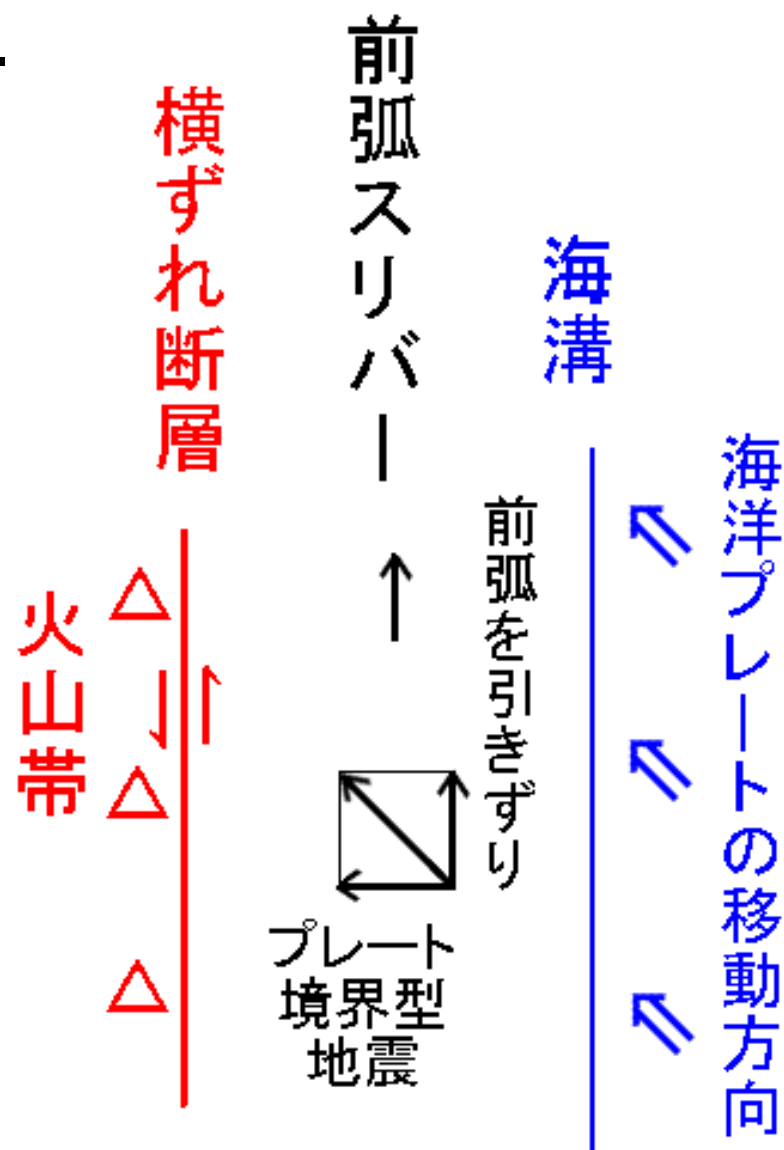 前弧スリバー
横ずれ断層
海溝
海洋プレートの移動方向
前弧を引きずり
火山帯
プレート
境界型
地震